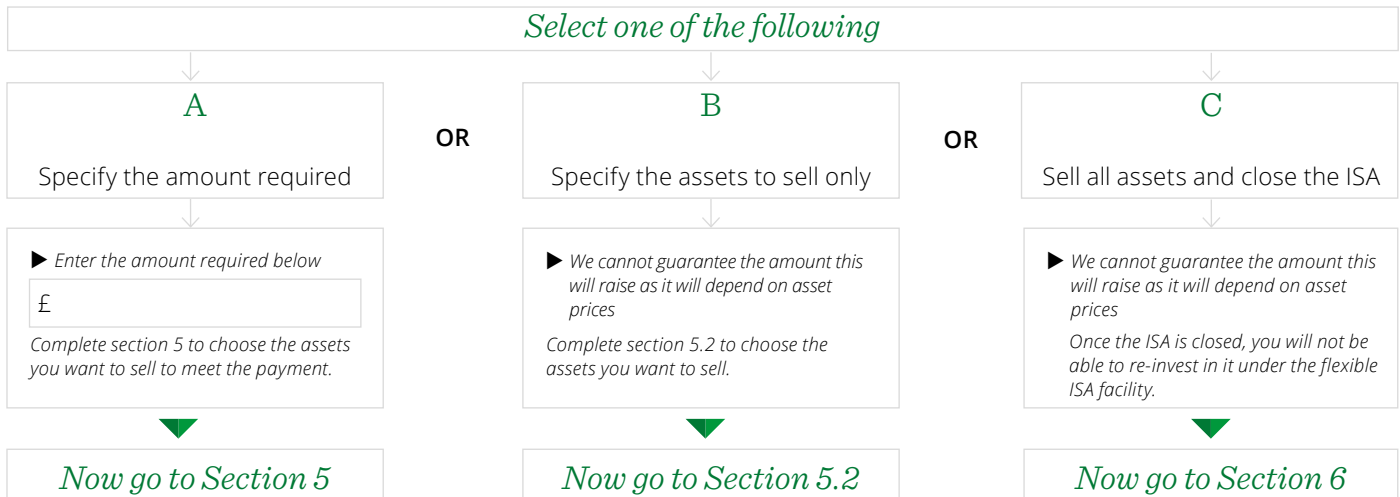 Select one of the following
A
Specify the amount required
▶ Enter the amount required below
£
Complete section 5 to choose the assets
you want to sell to meet the payment.
Now go to Section 5
OR
B
Specify the assets to sell only
▶ We cannot guarantee the amount this
will raise as it will depend on asset
prices
Complete section 5.2 to choose the
assets you want to sell.
Now go to Section 5.2
OR
C
Sell all assets and close the ISA
▶ We cannot guarantee the amount this
will raise as it will depend on asset
prices
Once the ISA is closed, you will not be
able to re-invest in it under the flexible
ISA facility.
Now go to Section 6